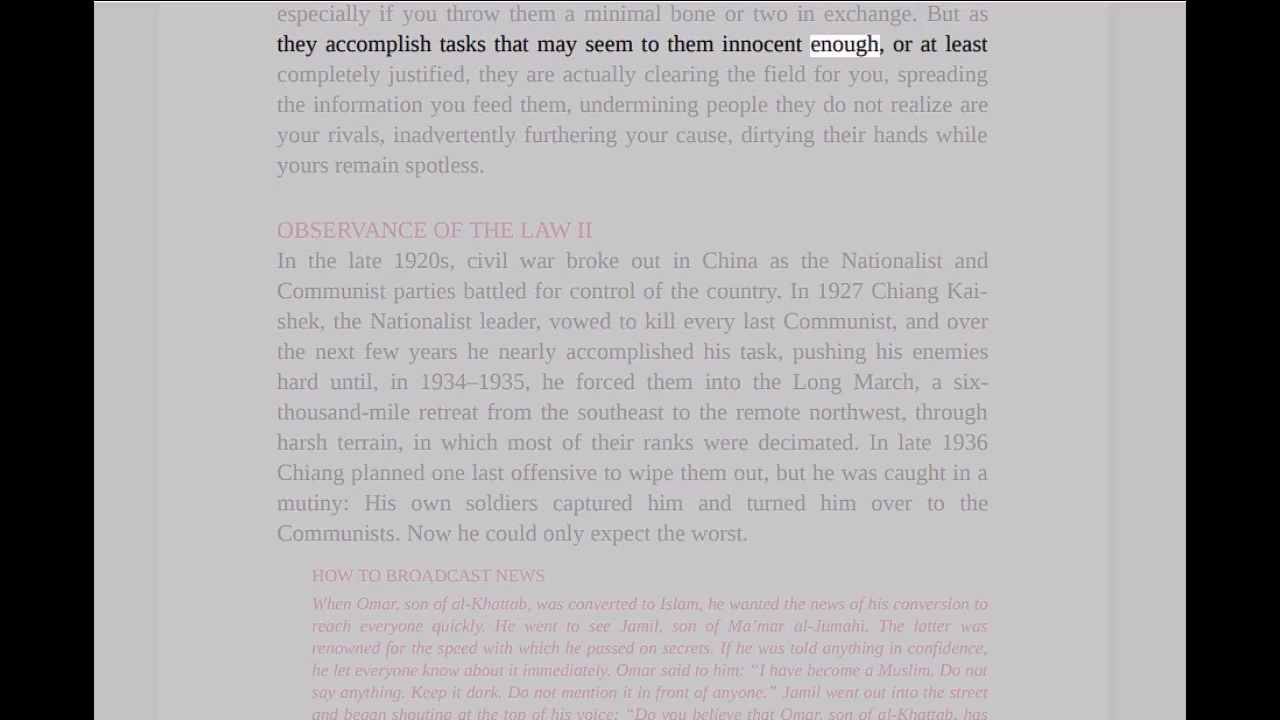 especially if you throw them a minimal bone or two in exchange. But as
they accomplish tasks that may seem to them innocent enough, or at least
completely justified, they are actually clearing the field for you, spreading
the information you feed them, undermining people they do not realize are
your rivals, inadvertently furthering your cause, dirtying their hands while
yours remain spotless.
OBSERVANCE OF THE LAW II
In the late 1920s, civil war broke out in China as the Nationalist and
Communist parties battled for control of the country. In 1927 Chiang Kai-
shek, the Nationalist leader, vowed to kill every last Communist, and over
the next few years he nearly accomplished his task, pushing his enemies
hard until, in 1934–1935, he forced them into the Long March, a six-
thousand-mile retreat from the southeast to the remote northwest, through
harsh terrain, in which most of their ranks were decimated. In late 1936
Chiang planned one last offensive to wipe them out, but he was caught in a
mutiny: His own soldiers captured him and turned him over to the
Communists. Now he could only expect the worst.
HOW TO BROADCAST NEWS
When Omar, son of al-Khattab, was converted to Islam, he wanted the news of his conversion to
reach everyone quickly. He went to see Jamil, son of Ma’mar al-Jumahi. The latter was
renowned for the speed with which he passed on secrets. If he was told anything in confidence,
he let everyone know about it immediately. Omar said to him: “I have become a Muslim. Do not
say anything. Keep it dark. Do not mention it in front of anyone.” Jamil went out into the street
and began shouting at the top of his voice: “Do you believe that Omar, son of al-Khattab, has